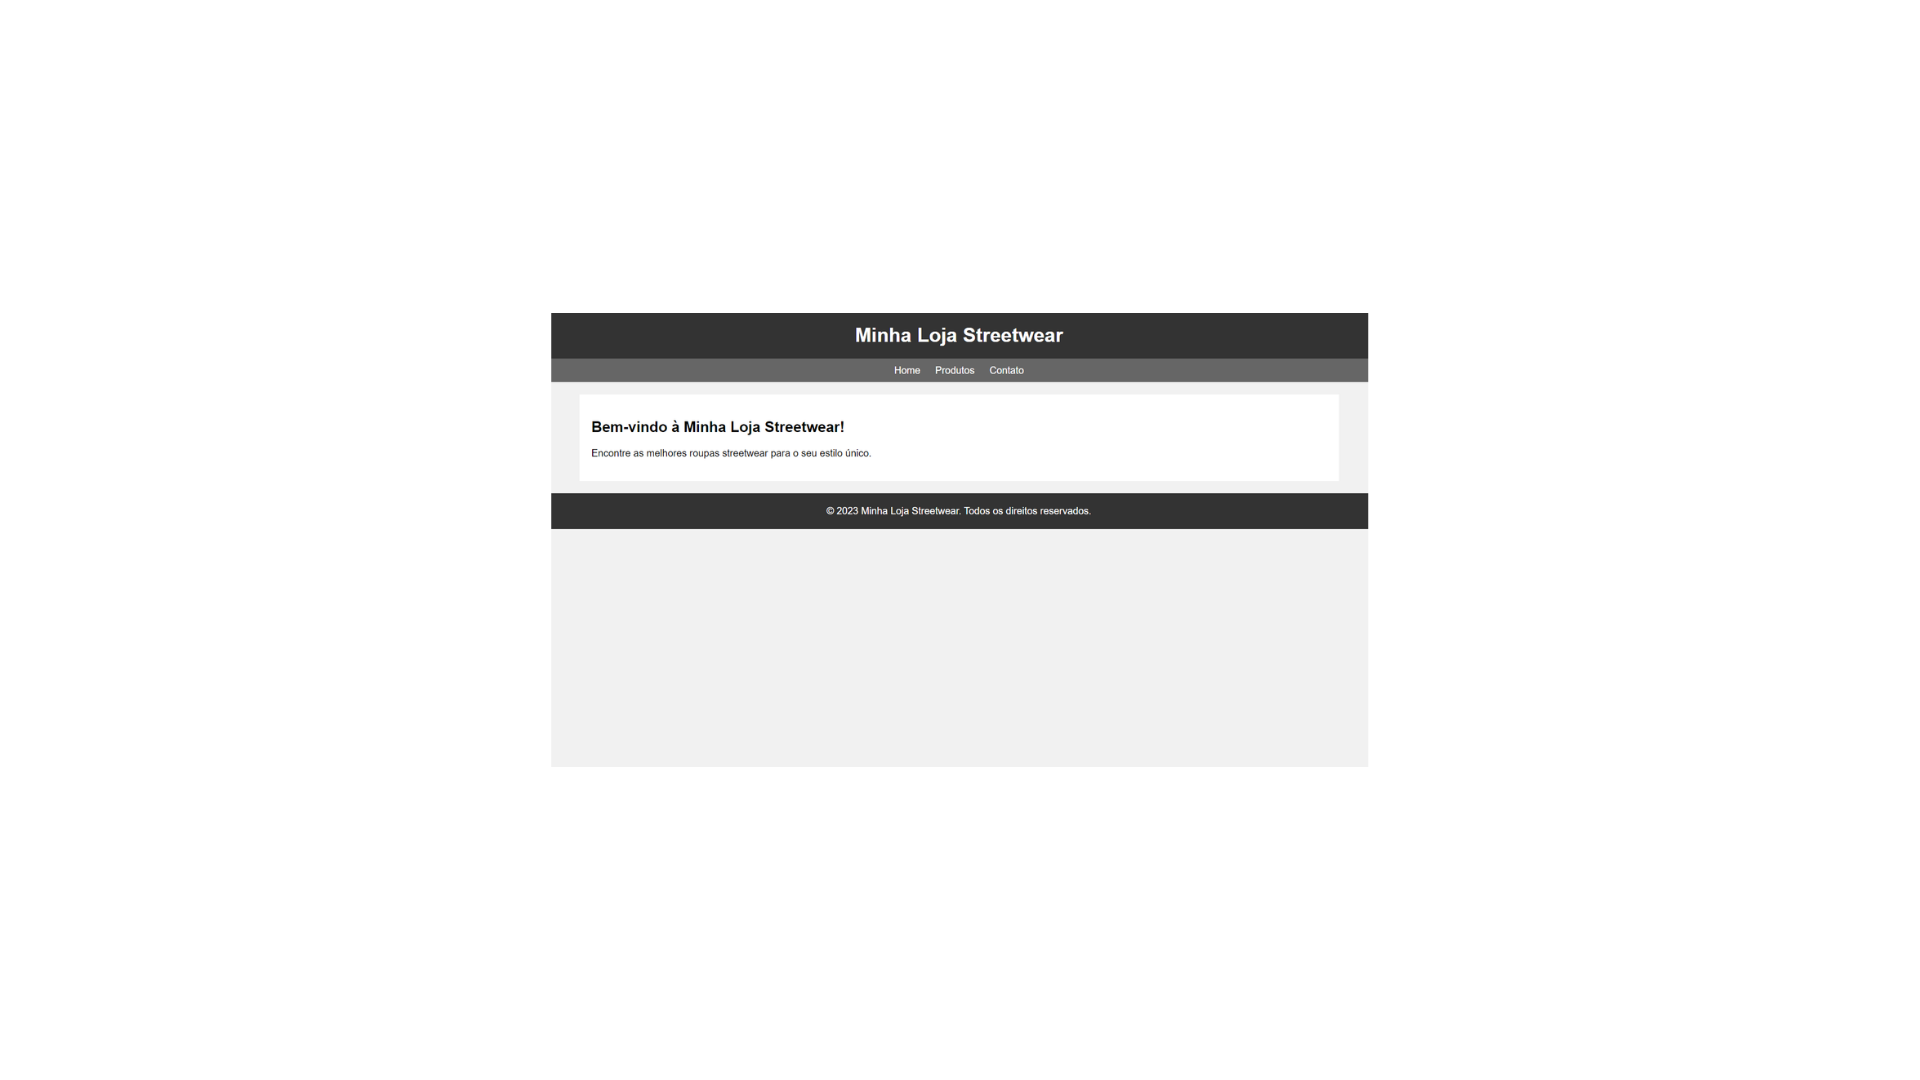 Minha Loja Streetwear
Home Produtos Contato
Bem-vindo à Minha Loja Streetwear!
Encontre as melhores roupas streetwear para o seu estilo único.
© 2023 Minha Loja Streetwear. Todos os direitos reservados.